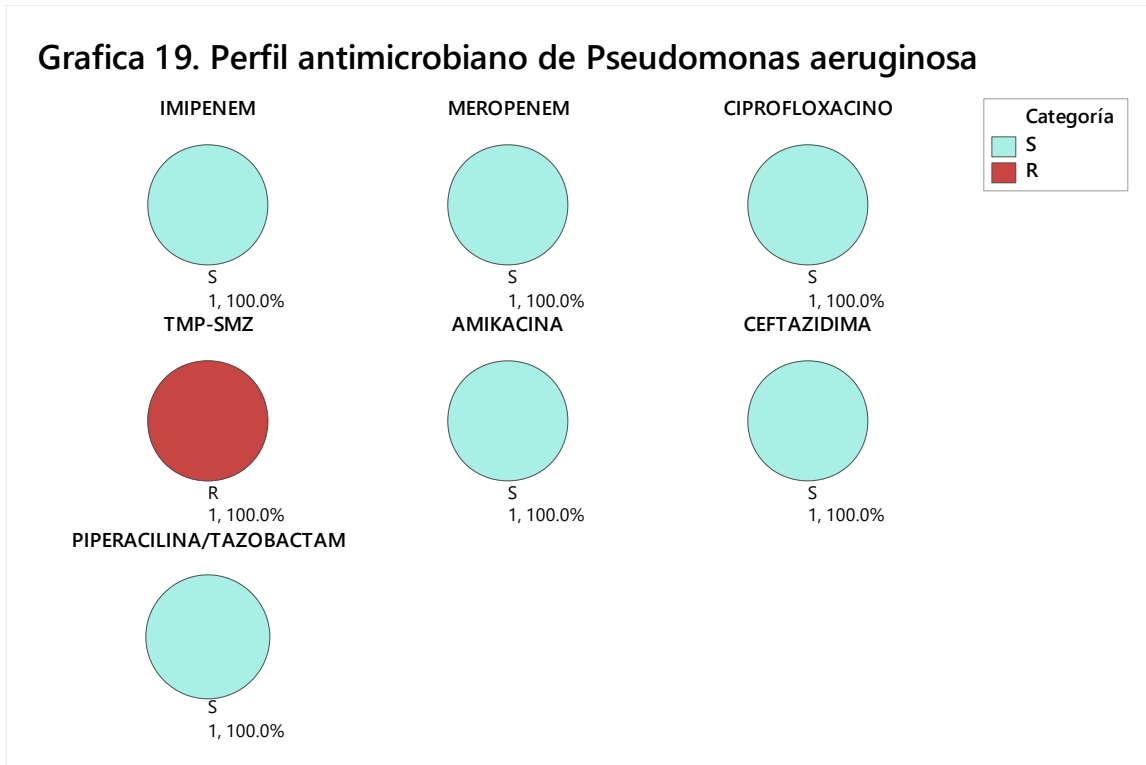 Grafica 19. Perfil antimicrobiano de Pseudomonas aeruginosa
IMIPENEM
S
1, 100.0%
MEROPENEM
S
1, 100.0%
CIPROFLOXACINO
S
1, 100.0%
Categoría
S
R
TMP-SMZ
R
1, 100.0%
AMIKACINA
S
1, 100.0%
CEFTAZIDIMA
S
1, 100.0%
PIPERACILINA/TAZOBACTAM
S
1, 100.0%